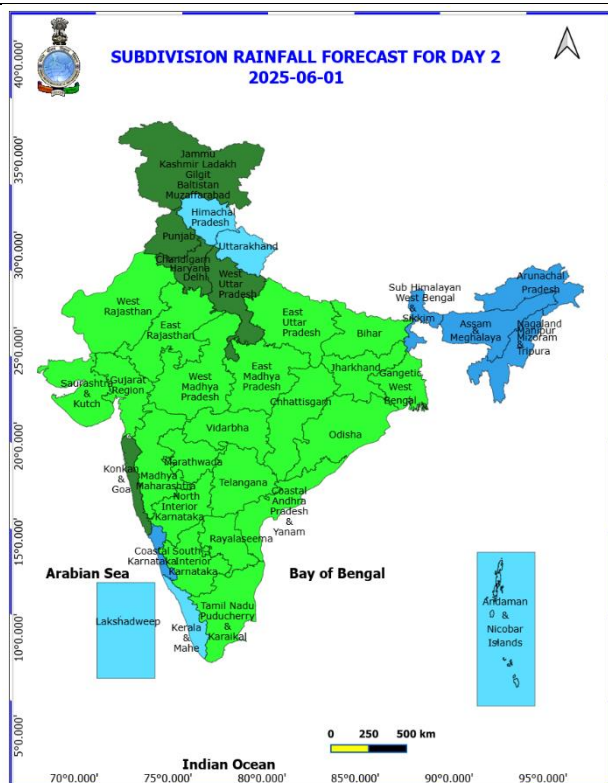 SUBDIVISION RAINFALL FORECAST FOR DAY 2
2025-06-01
40°0.000'
35°0.000'
30°0.000'
25°0.000'
20°0.000'
15°0.000'
10°0.000'
5°0.000'
Jammu
Kashmir Ladakh
Gilgit
Baltistan
Muzaffarabad
Himachal
Pradesh
Punjab
Uttarakhand
Chandigarh
Haryana
Delhi
West
Uttar
Pradesh
Arunachal
Pradesh
Sub Himalayan
West Bengal
&
Sikkim
Assam
&
Meghalaya
Nagaland
Manipur
Mizoram
&
Tripura
West
Rajasthan
East
Rajasthan
East
Uttar
Pradesh
Bihar
Saurashtra
&
Kutch
Gujarat
Region
West
Madhya
Pradesh
East
Madhya
Pradesh
Jharkhand
Gangetic
West
Bengal
Chhattisgarh
Vidarbha
Odisha
Konkan
&
Goa
Marathwada
Madhya
Maharashtra
North
Interior
Karnataka
Telangana
Coastal
Andhra
Pradesh
&
Yanam
Rayalaseema
Coastal
Karnataka
South
Interior
Karnataka
Arabian Sea
Bay of Bengal
Lakshadweep
Kerala
&
Mahe
Tamil Nadu
Puducherry
&
Karaikal
Andaman
&
Nicobar
Islands
0 250 500 km
Indian Ocean
70°0.000' 75°0.000' 80°0.000' 85°0.000' 90°0.000' 95°0.000'